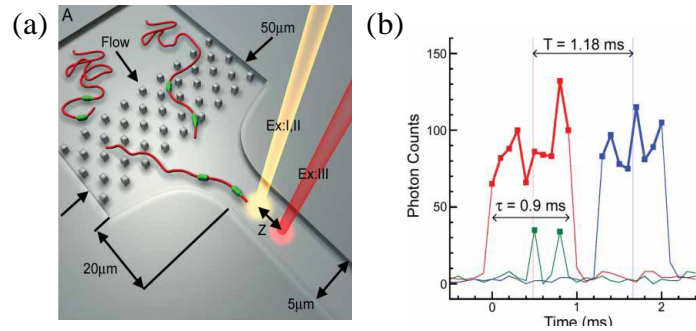 (a)
A
Flow
50μm
Ex:I,II
Ex:III
Z
20μm
5μm
(b)
T = 1.18 ms
150
100
50
0
Photon Counts
τ = 0.9 ms
0
1
2
Time (ms)